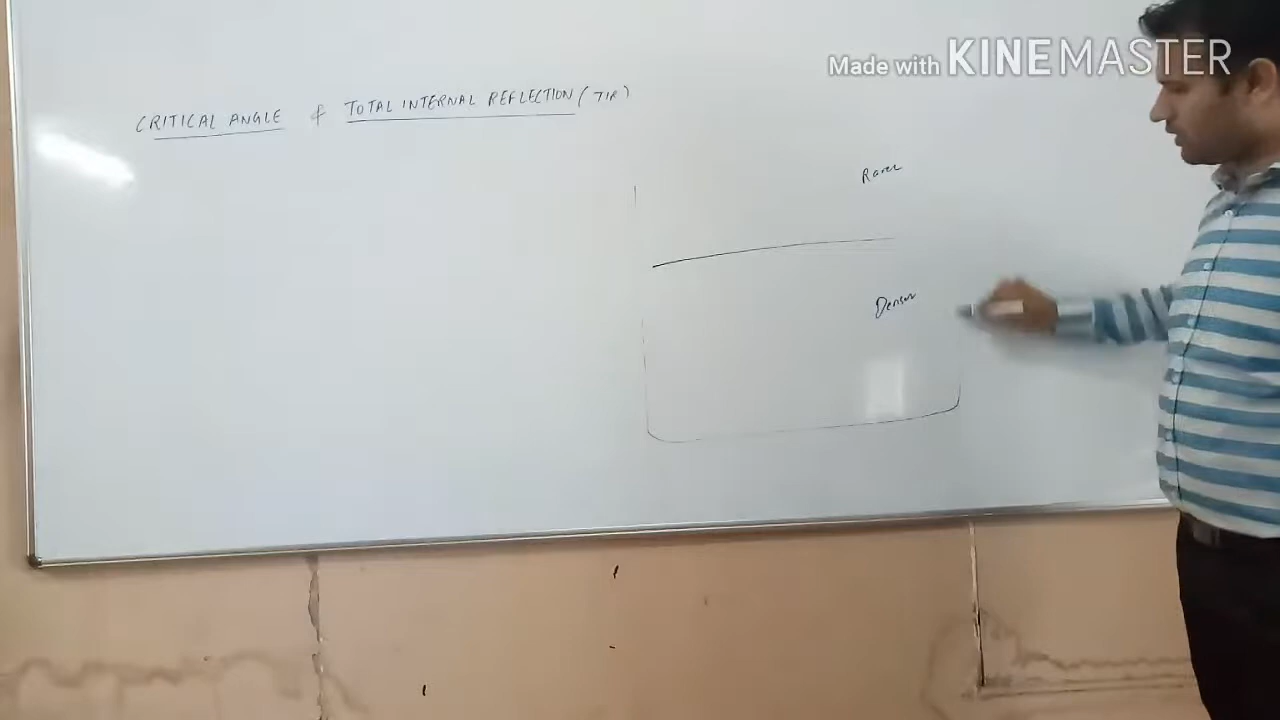 Made with KINEMASTER
CRITICAL ANGLE & TOTAL INTERNAL REFLECTION (TIR)
Rarer
Denser